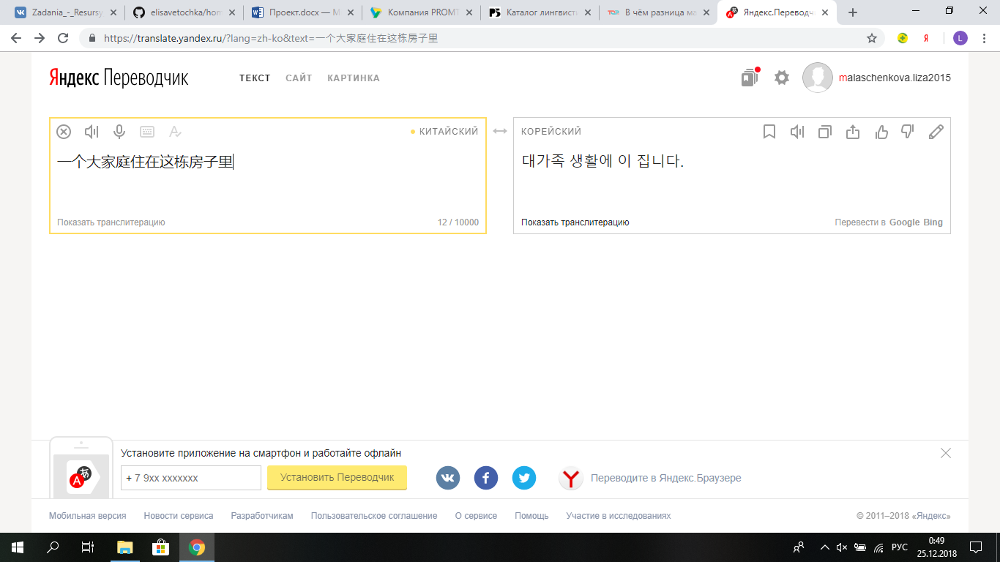 Zadania_-_Resursy
elisavetochka/hom
Проект.docx — М
Компания PROMT
Каталог лингвист
В чём разница ма
Яндекс.Переводч
https://translate.yandex.ru/?lang=zh-ko&text=一个大家庭住在这栋房子里
L
Яндекс Переводчик
ТЕКСТ САЙТ КАРТИНКА
malaschenkova.liza2015
КИТАЙСКИЙ
一个大家庭住在这栋房子里
Показать транслитерацию
12 / 10000
КОРЕЙСКИЙ
대가족 생활에 이 집니다.
Показать транслитерацию
Перевести в Google Bing
Установите приложение на смартфон и работайте офлайн
+ 7 9xx xxxxxxx
Установить Переводчик
Переводите в Яндекс.Браузере
Мобильная версия Новости сервиса Разработчикам Пользовательское соглашение О сервисе Помощь Участие в исследованиях
© 2011–2018 «Яндекс»
РУС
0:49
25.12.2018